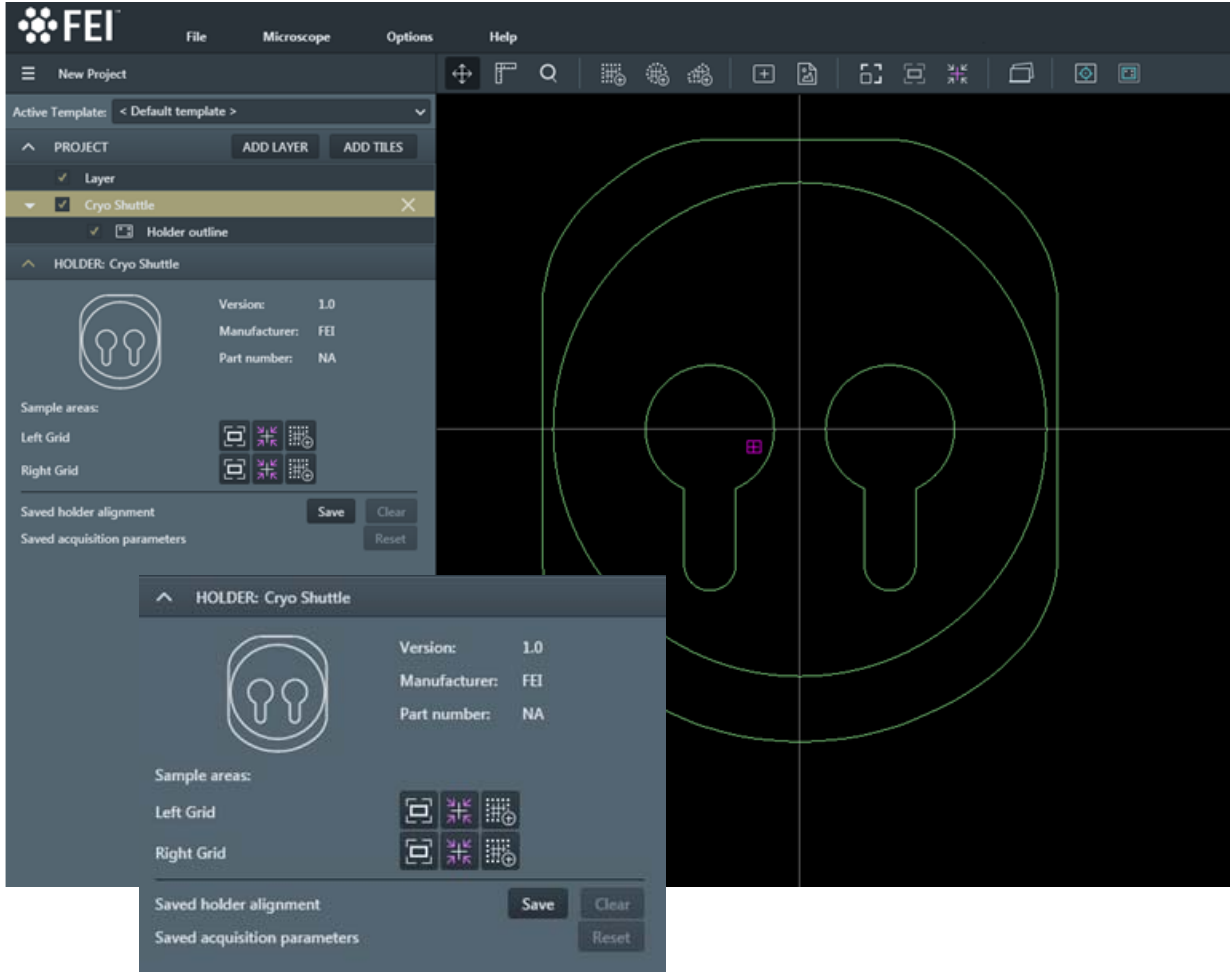 FEI™
File Microscope Options Help
New Project
Active Template: < Default template >
PROJECT ADD LAYER ADD TILES
Layer
Cryo Shuttle
Holder outline
HOLDER: Cryo Shuttle
Version: 1.0
Manufacturer: FEI
Part number: NA
Sample areas:
Left Grid
Right Grid
Saved holder alignment Save Clear
Saved acquisition parameters Reset
HOLDER: Cryo Shuttle
Version: 1.0
Manufacturer: FEI
Part number: NA
Sample areas:
Left Grid
Right Grid
Saved holder alignment Save Clear
Saved acquisition parameters Reset